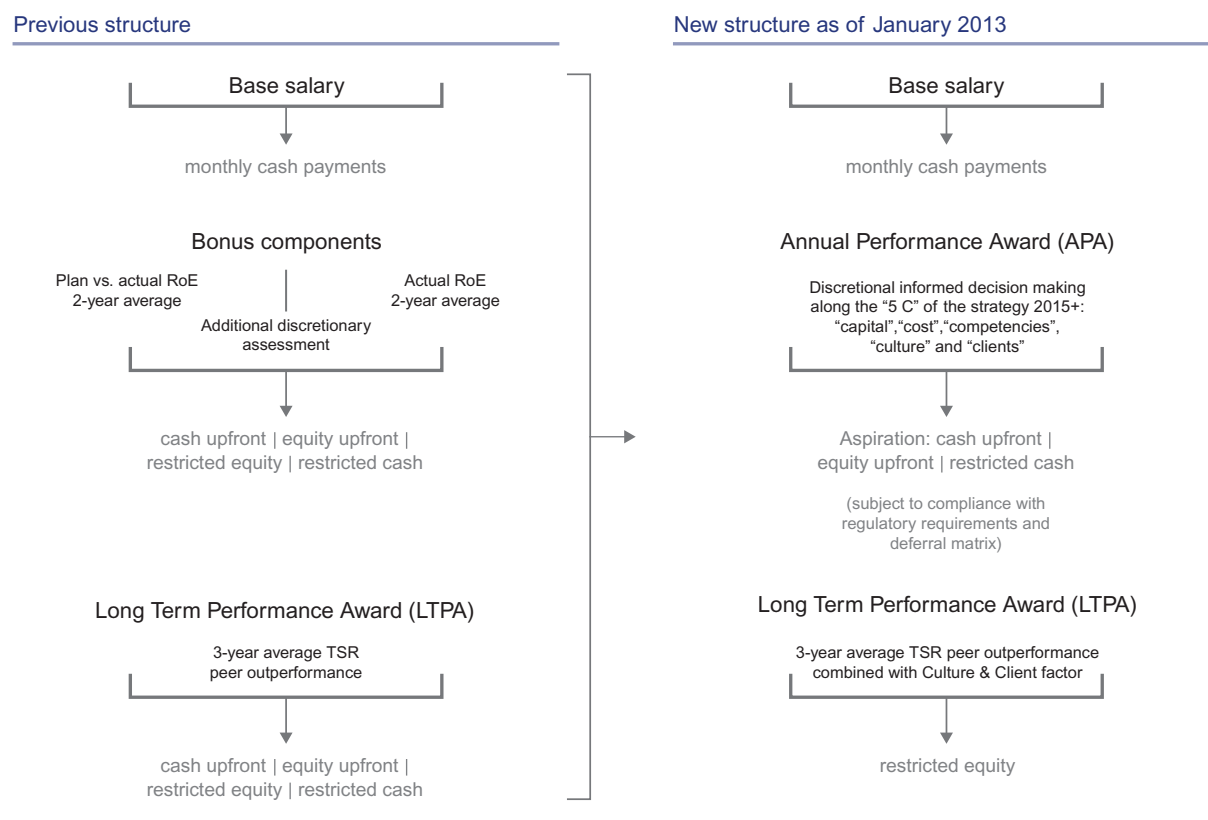 Previous structure
Base salary
monthly cash payments
Bonus components
Plan vs. actual RoE
2-year average
Actual RoE
2-year average
Additional discretionary
assessment
cash upfront | equity upfront |
restricted equity | restricted cash
Long Term Performance Award (LTPA)
3-year average TSR
peer outperformance
cash upfront | equity upfront |
restricted equity | restricted cash
New structure as of January 2013
Base salary
monthly cash payments
Annual Performance Award (APA)
Discretional informed decision making
along the “5 C” of the strategy 2015+:
“capital”,“cost”,“competencies”,
“culture” and “clients”
Aspiration: cash upfront |
equity upfront | restricted cash
(subject to compliance with
regulatory requirements and
deferral matrix)
Long Term Performance Award (LTPA)
3-year average TSR peer outperformance
combined with Culture & Client factor
restricted equity